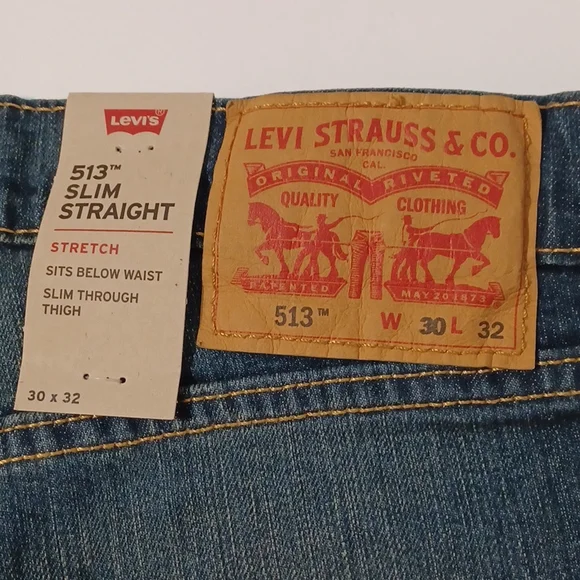 Levi's®
513™
SLIM
STRAIGHT
STRETCH
SITS BELOW WAIST
SLIM THROUGH
THIGH
30 x 32
LEVI STRAUSS & CO.
SAN FRANCISCO
CAL.
ORIGINAL RIVETED
QUALITY CLOTHING
PATENTED MAY 20 1873
513™ W 30 L 32